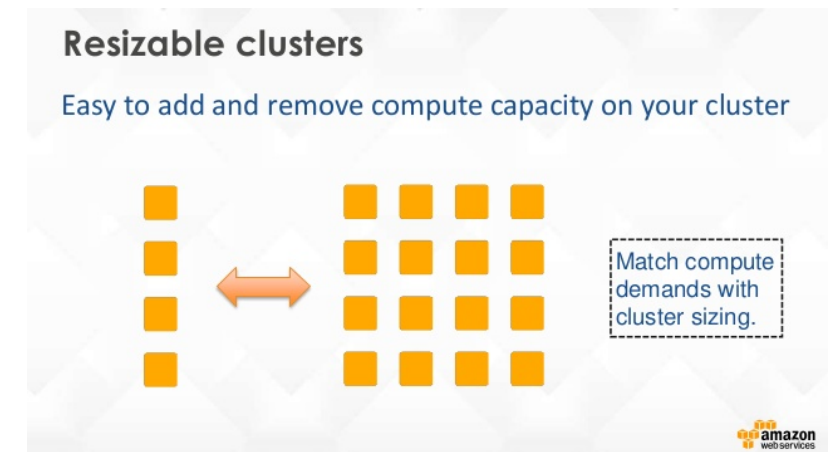 Resizable clusters
Easy to add and remove compute capacity on your cluster
Match compute
demands with
cluster sizing.
amazon
web services